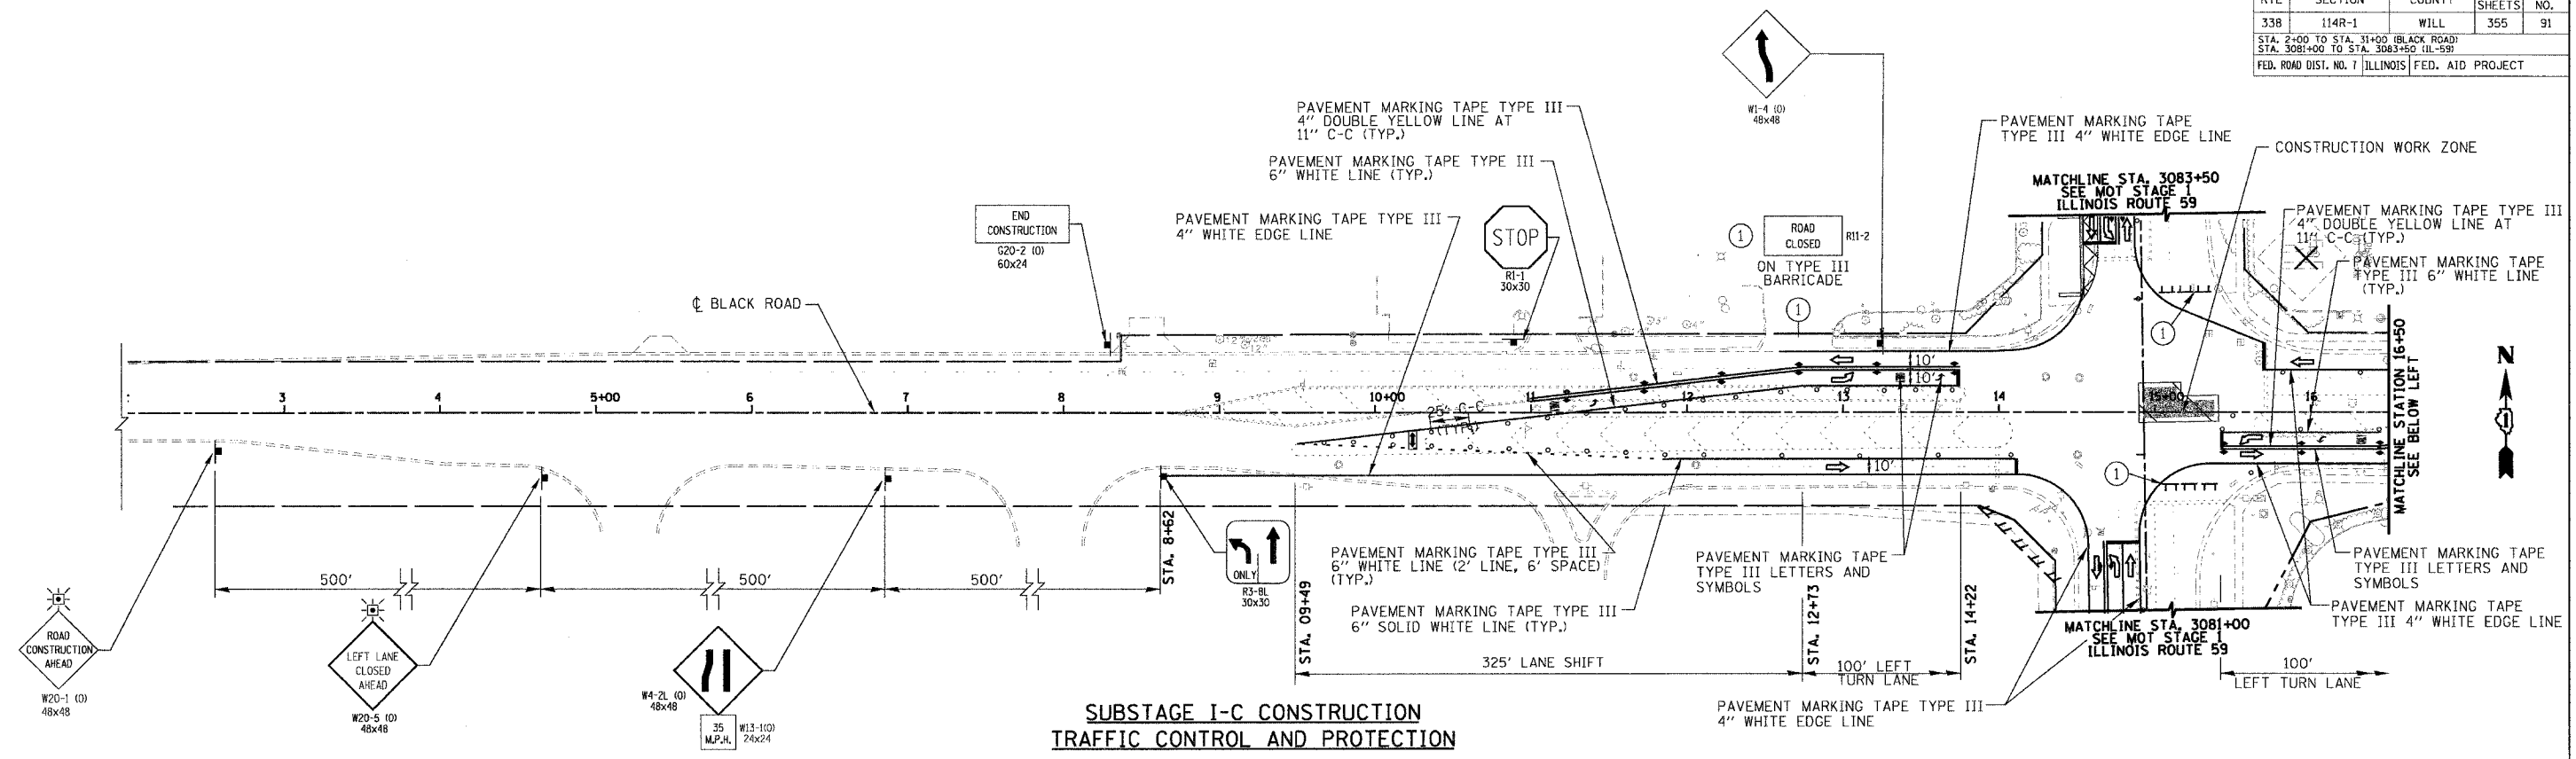 SHEETS NO.
338 114R-1 WILL 355 91
STA. 2+00 TO STA. 31+00 (BLACK ROAD)
STA. 3081+00 TO STA. 3083+50 (IL-59)
FED. ROAD DIST. NO. 1 ILLINOIS FED. AID PROJECT
W1-4 (O)
48x48
PAVEMENT MARKING TAPE TYPE III
4" DOUBLE YELLOW LINE AT
11" C-C (TYP.)
PAVEMENT MARKING TAPE TYPE III
6" WHITE LINE (TYP.)
PAVEMENT MARKING TAPE TYPE III
4" WHITE EDGE LINE
END
CONSTRUCTION
G20-2 (O)
60x24
STOP
R1-1
30x30
1
ROAD
CLOSED
R11-2
ON TYPE III
BARRICADE
1
PAVEMENT MARKING TAPE
TYPE III 4" WHITE EDGE LINE
CONSTRUCTION WORK ZONE
MATCHLINE STA. 3083+50
SEE MOT STAGE 1
ILLINOIS ROUTE 59
PAVEMENT MARKING TAPE TYPE III
4" DOUBLE YELLOW LINE AT
11" C-C (TYP.)
PAVEMENT MARKING TAPE
TYPE III 6" WHITE LINE
(TYP.)
℄ BLACK ROAD
3 4 5+00 6 7 8 9 10+00 11 12 13 14 15+00 16
25' C-C
(TYP.)
10'
10'
10'
1
1
MATCHLINE STATION 16+50
SEE BELOW LEFT
N
500'
500'
500'
STA. 8+62
ONLY
R3-8L
30x30
PAVEMENT MARKING TAPE TYPE III
6" WHITE LINE (2' LINE, 6' SPACE)
(TYP.)
PAVEMENT MARKING TAPE TYPE III
6" SOLID WHITE LINE (TYP.)
PAVEMENT MARKING TAPE
TYPE III LETTERS AND
SYMBOLS
STA. 09+49
STA. 12+73
STA. 14+22
325' LANE SHIFT
100' LEFT
TURN LANE
MATCHLINE STA. 3081+00
SEE MOT STAGE 1
ILLINOIS ROUTE 59
PAVEMENT MARKING TAPE
TYPE III LETTERS AND
SYMBOLS
PAVEMENT MARKING TAPE
TYPE III 4" WHITE EDGE LINE
100'
LEFT TURN LANE
PAVEMENT MARKING TAPE TYPE III
4" WHITE EDGE LINE
ROAD
CONSTRUCTION
AHEAD
W20-1 (O)
48x48
LEFT LANE
CLOSED
AHEAD
W20-5 (O)
48x48
W4-2L (O)
48x48
35
M.P.H.
W13-1(O)
24x24
SUBSTAGE I-C CONSTRUCTION
TRAFFIC CONTROL AND PROTECTION